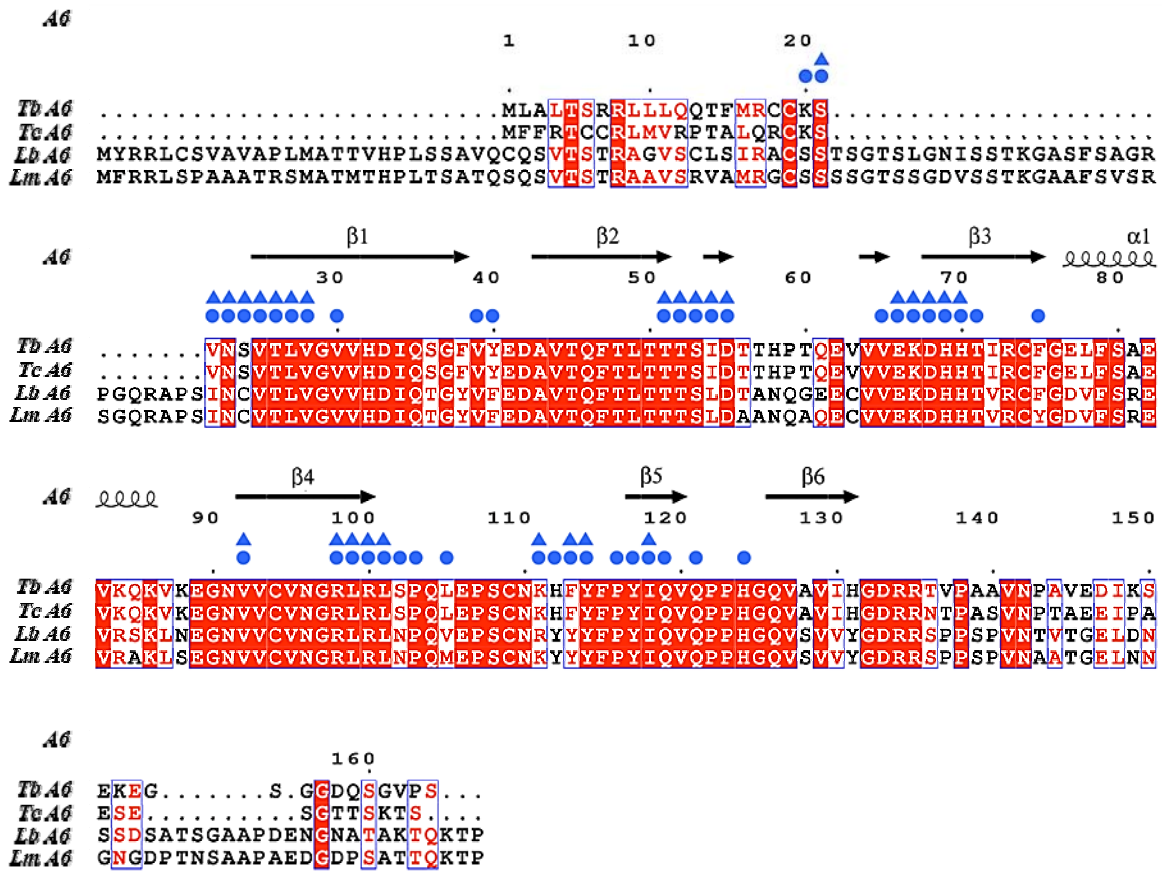 A6
1 10 20
Tb A6 ..........................MLALTSRRLLLQQTFMRCCKS.....................
Tc A6 ..........................MFFRTCCRLMVRPTALQRCKS.....................
Lb A6 MYRRLCSVAVAPLMATTVHPLSSAVQCQSVTSTRAGVSCLSIRACSSTSGTSLGNISSTKGASFSAGR
Lm A6 MFRRLSPAAATRSMATMTHPLTSATQSQSVTSTRAAVSRVAMRGCSSSSGTSSGDVSSTKGAAFSVSR
β1 β2 β3 α1
A6
30 40 50 60 70 80
Tb A6 .......VNSVTLVGVVHDIQSGFVYEDAVTQFTLTTTSIDTTHPTQEVVVEKDHHTIRCFGELFSAE
Tc A6 .......VNSVTLVGVVHDIQSGFVYEDAVTQFTLTTTSIDTTHPTQEVVVEKDHHTIRCFGELFSAE
Lb A6 PGQRAPSINCVTLVGVVHDIQTGYVFEDAVTQFTLTTTSLDTANQGEECVVEKDHHTVRCFGDVFSRE
Lm A6 SGQRAPSINCVTLVGVVHDIQTGYVFEDAVTQFTLTTTSLDAANQAQECVVEKDHHTVRCYGDVFSRE
β4 β5 β6
A6
90 100 110 120 130 140 150
Tb A6 VKQKVKEGNVVCVNGRLRLSPQLEPSCNKHFYFPYIQVQPPHGQVAVIHGDRRTVPAAVNPAVEDIKS
Tc A6 VKQKVKEGNVVCVNGRLRLSPQLEPSCNKHFYFPYIQVQPPHGQVAVIHGDRRNTPASVNPTAEEIPA
Lb A6 VRSKLNEGNVVCVNGRLRLNPQVEPSCNRYYYFPYIQVQPPHGQVSVVYGDRRSPPSPVNTVTGELDN
Lm A6 VRAKLSEGNVVCVNGRLRLNPQMEPSCNKYYYFPYIQVQPPHGQVSVVYGDRRSPPSPVNAATGELNN
A6
160
Tb A6 EKEG.......S.GGDQSGVPS...
Tc A6 ESE..........SGTTSKTS....
Lb A6 SSDSATSGAAPDENGNATAKTQKTP
Lm A6 GNGDPTNSAAPAEDGDPSATTQKTP